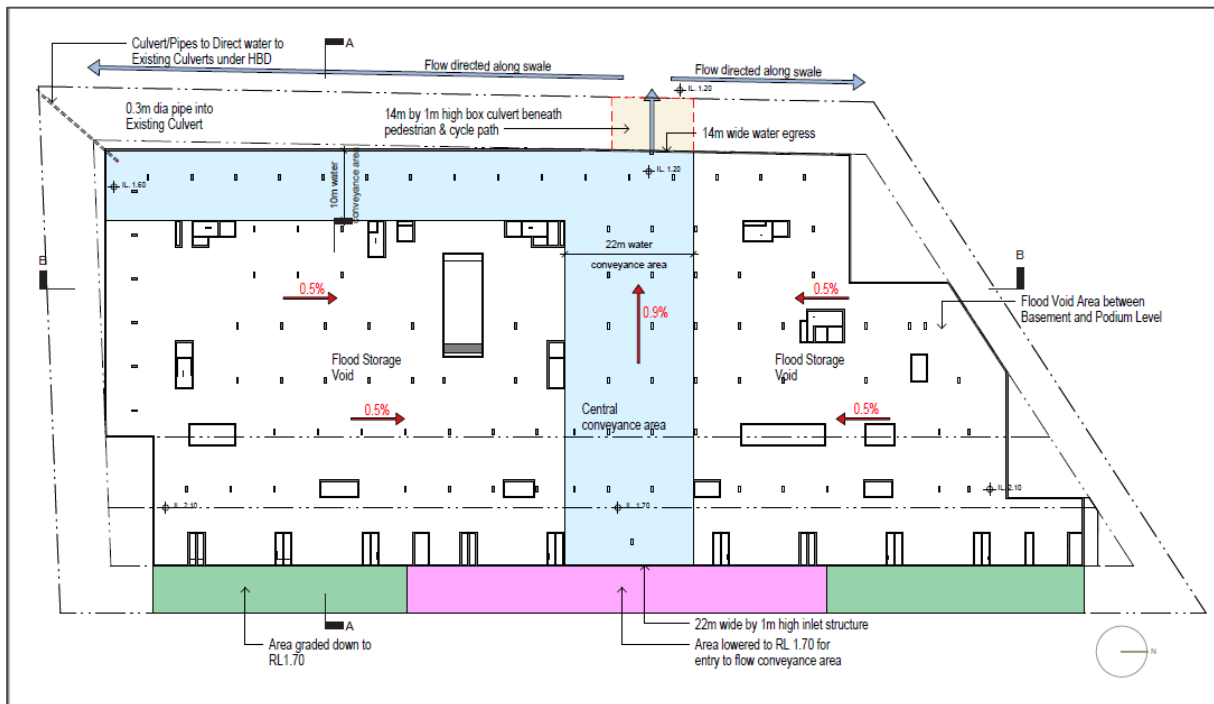 Culvert/Pipes to Direct water to
Existing Culverts under HBD
A
Flow directed along swale
Flow directed along swale
IL. 1.20
0.3m dia pipe into
Existing Culvert
14m by 1m high box culvert beneath
pedestrian & cycle path
14m wide water egress
10m water
conveyance area
IL. 1.60
IL. 1.20
22m water
conveyance area
B
B
0.5%
0.9%
0.5%
Flood Void Area between
Basement and Podium Level
Flood Storage
Void
Flood Storage
Void
0.5%
Central
conveyance area
0.5%
IL. 2.10
IL. 1.70
IL. 2.10
22m wide by 1m high inlet structure
A
Area graded down to
RL1.70
Area lowered to RL 1.70 for
entry to flow conveyance area
N